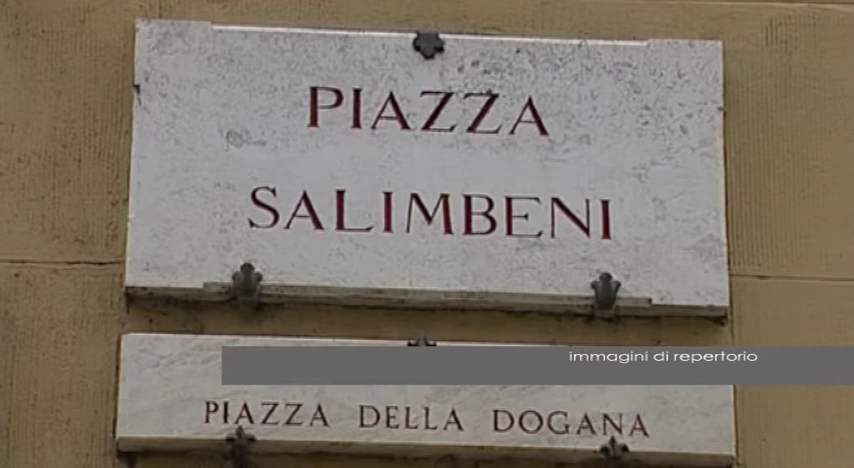 PIAZZA
SALIMBENI
immagini di repertorio
PIAZZA DELLA DOGANA